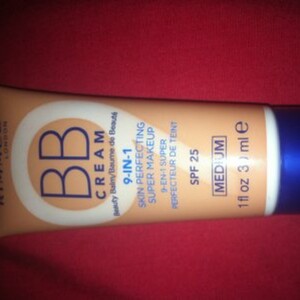 LONDON
BB
CREAM
Beauty Balm/Baume de Beauté
9-IN-1
SKIN PERFECTING
SUPER MAKEUP
9-EN-1 SUPER
PERFECTEUR DE TEINT
SPF 25
MEDIUM
1 fl oz 30 ml e